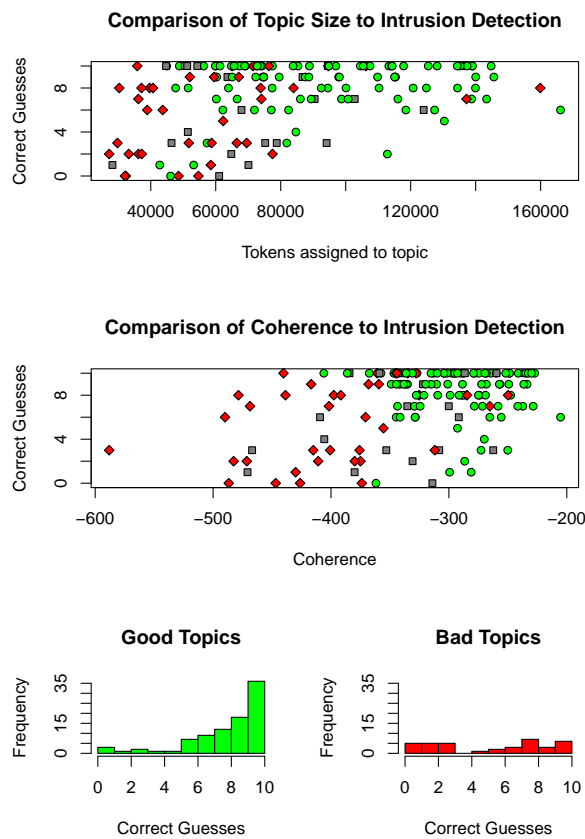 Comparison of Topic Size to Intrusion Detection
Correct Guesses
0 4 8
40000 60000 80000 120000 160000
Tokens assigned to topic
Comparison of Coherence to Intrusion Detection
Correct Guesses
0 4 8
−600 −500 −400 −300 −200
Coherence
Good Topics
Frequency
0 15 35
0 2 4 6 8 10
Correct Guesses
Bad Topics
Frequency
0 15 35
0 2 4 6 8 10
Correct Guesses